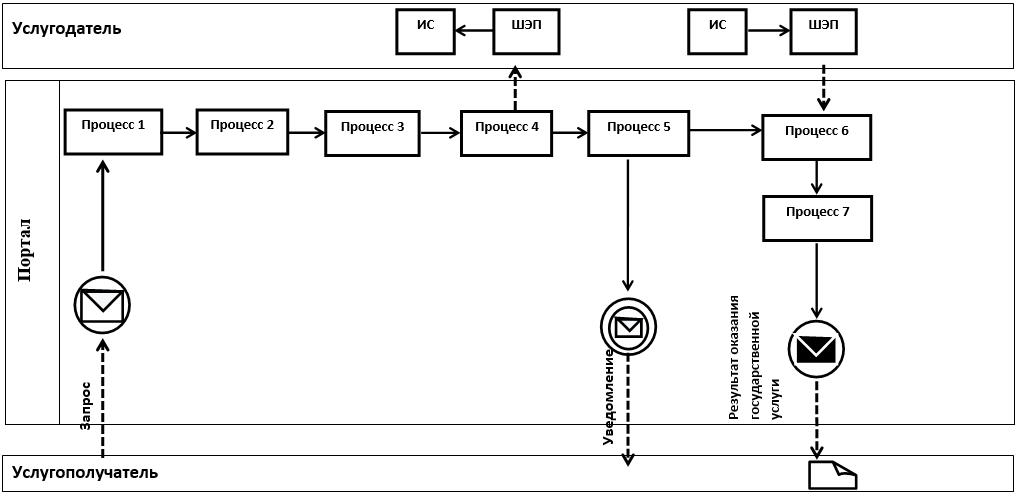 Услугодатель
ИС
ШЭП
ИС
ШЭП
Портал
Процесс 1
Процесс 2
Процесс 3
Процесс 4
Процесс 5
Процесс 6
Процесс 7
Запрос
Уведомление
Результат оказания
государственной
услуги
Услугополучатель